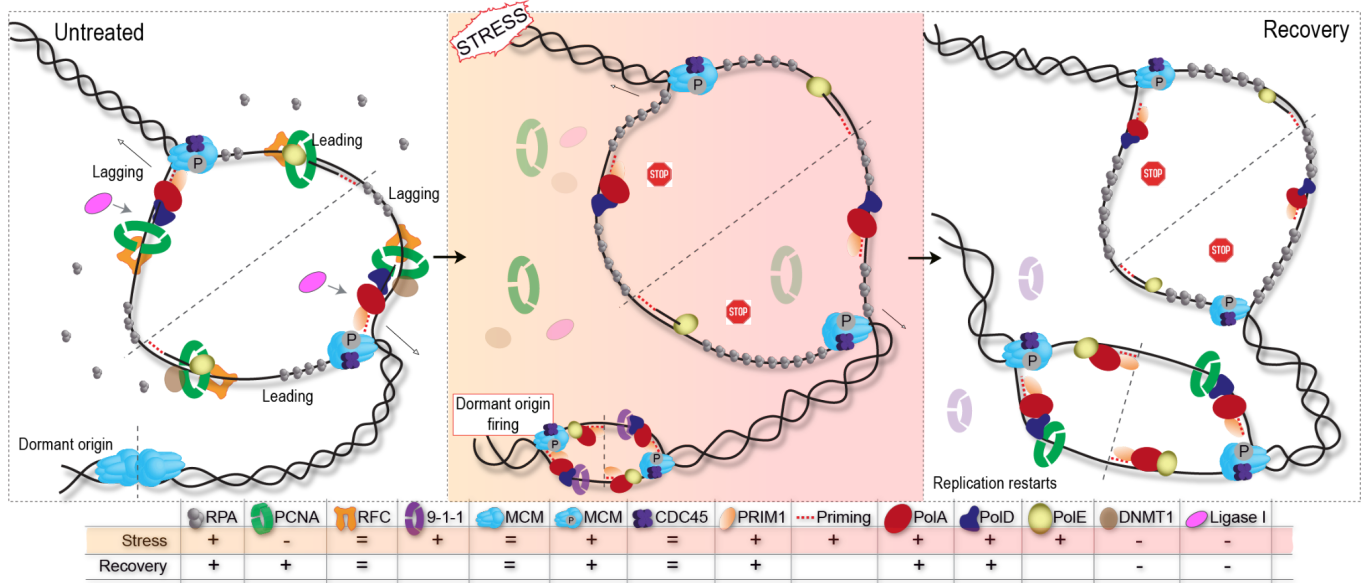 Untreated
STRESS
Recovery
Leading
Lagging
Lagging
P
P
P
STOP
STOP
STOP
STOP
P
P
P
Leading
Dormant origin
Dormant origin
firing
P
P
P
P
Replication restarts
RPA PCNA RFC 9-1-1 MCM P MCM CDC45 PRIM1 Priming PolA PolD PolE DNMT1 Ligase I
Stress + - = + = + = + + + + + - -
Recovery + + = = + = + + + - -